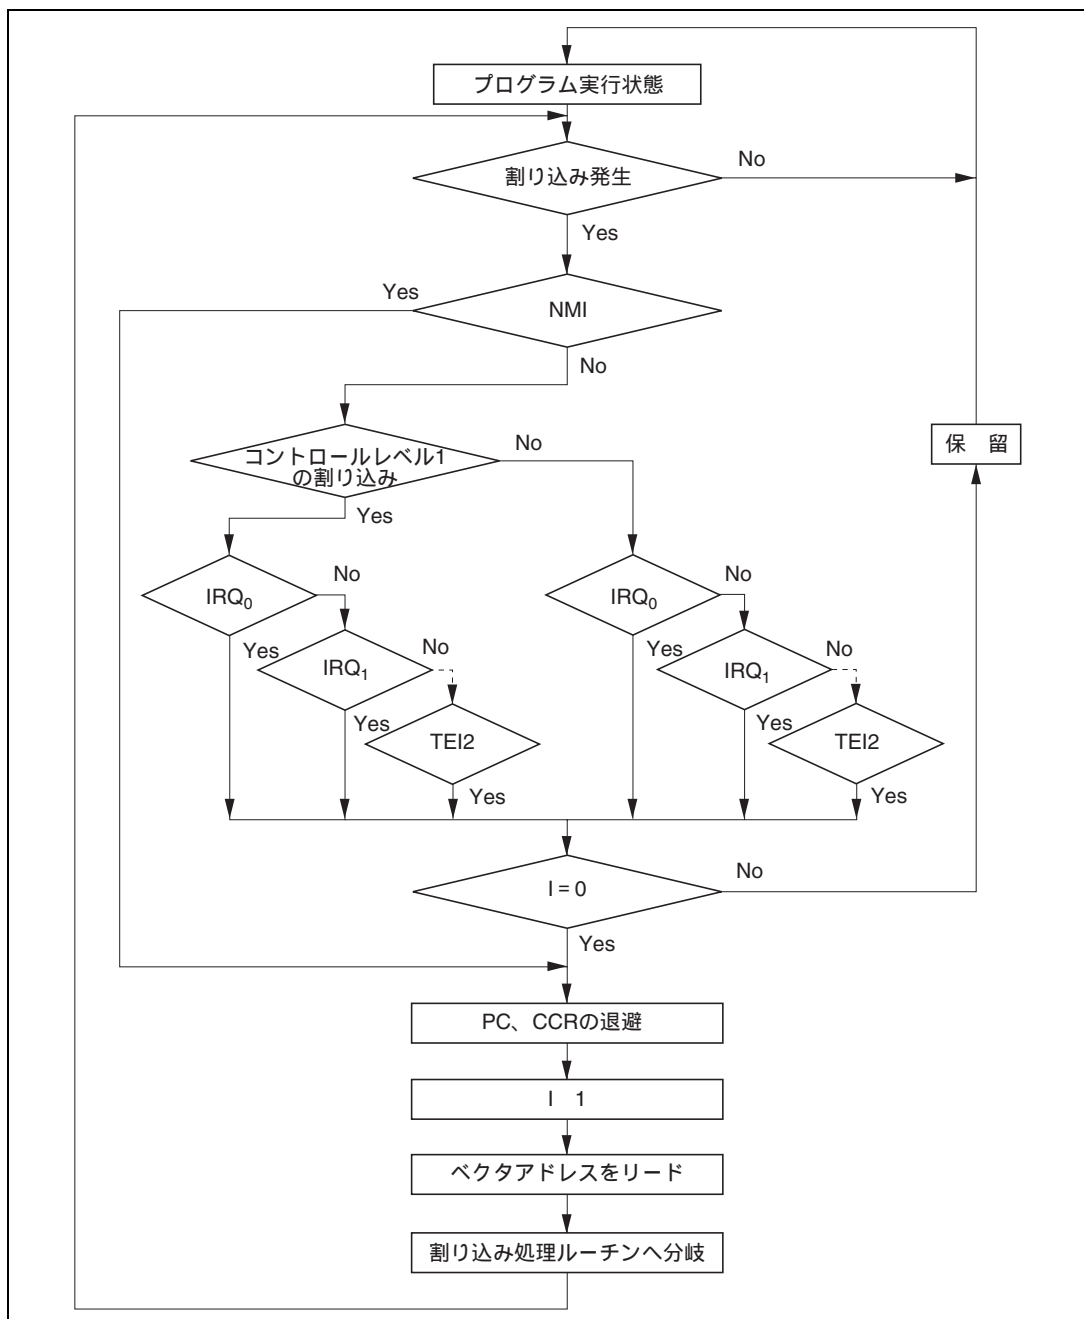 プログラム実行状態
割り込み発生
No
Yes
Yes
NMI
No
コントロールレベル1
の割り込み
No
保 留
Yes
IRQ0
No
IRQ0
No
Yes
IRQ1
No
Yes
IRQ1
No
Yes
TEI2
Yes
TEI2
Yes
Yes
I = 0
No
Yes
PC、CCRの退避
I 1
ベクタアドレスをリード
割り込み処理ルーチンへ分岐